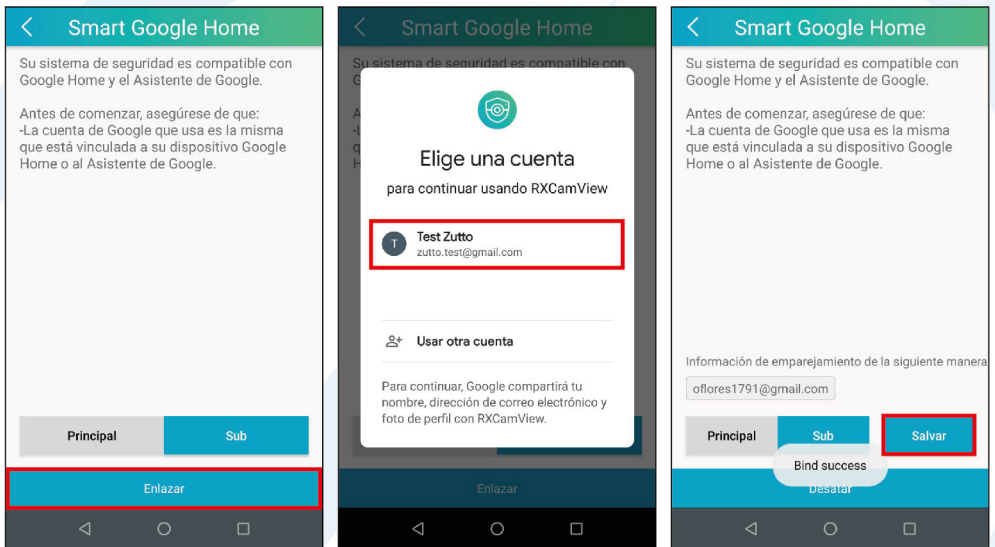 Smart Google Home
Su sistema de seguridad es compatible con
Google Home y el Asistente de Google.
Antes de comenzar, asegúrese de que:
-La cuenta de Google que usa es la misma
que está vinculada a su dispositivo Google
Home o al Asistente de Google.
Principal
Sub
Enlazar
Smart Google Home
Su sistema de seguridad es compatible con
Elige una cuenta
para continuar usando RXCamView
T
Test Zutto
zutto.test@gmail.com
Usar otra cuenta
Para continuar, Google compartirá tu
nombre, dirección de correo electrónico y
foto de perfil con RXCamView.
Enlazar
Smart Google Home
Su sistema de seguridad es compatible con
Google Home y el Asistente de Google.
Antes de comenzar, asegúrese de que:
-La cuenta de Google que usa es la misma
que está vinculada a su dispositivo Google
Home o al Asistente de Google.
Información de emparejamiento de la siguiente manera
oflores1791@gmail.com
Principal
Sub
Salvar
Bind success
Desatar